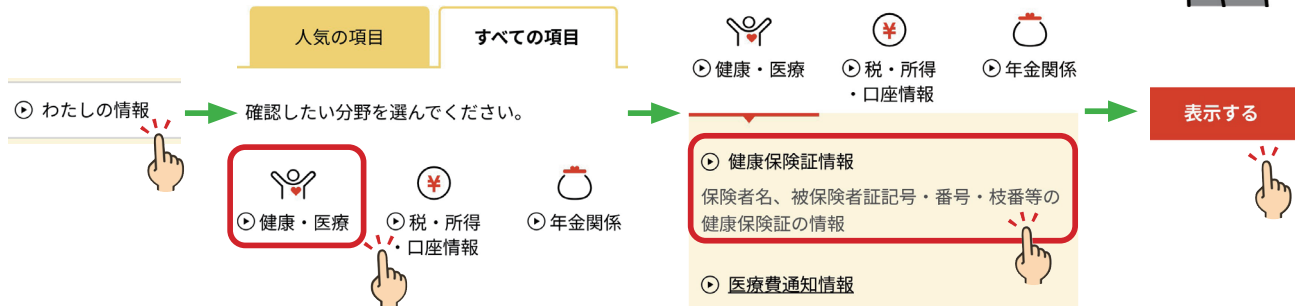 わたしの情報
人気の項目
すべての項目
確認したい分野を選んでください。
健康・医療
税・所得
・口座情報
年金関係
健康・医療
税・所得
・口座情報
年金関係
健康保険証情報
保険者名、被保険者証記号・番号・枝番等の
健康保険証の情報
医療費通知情報
表示する